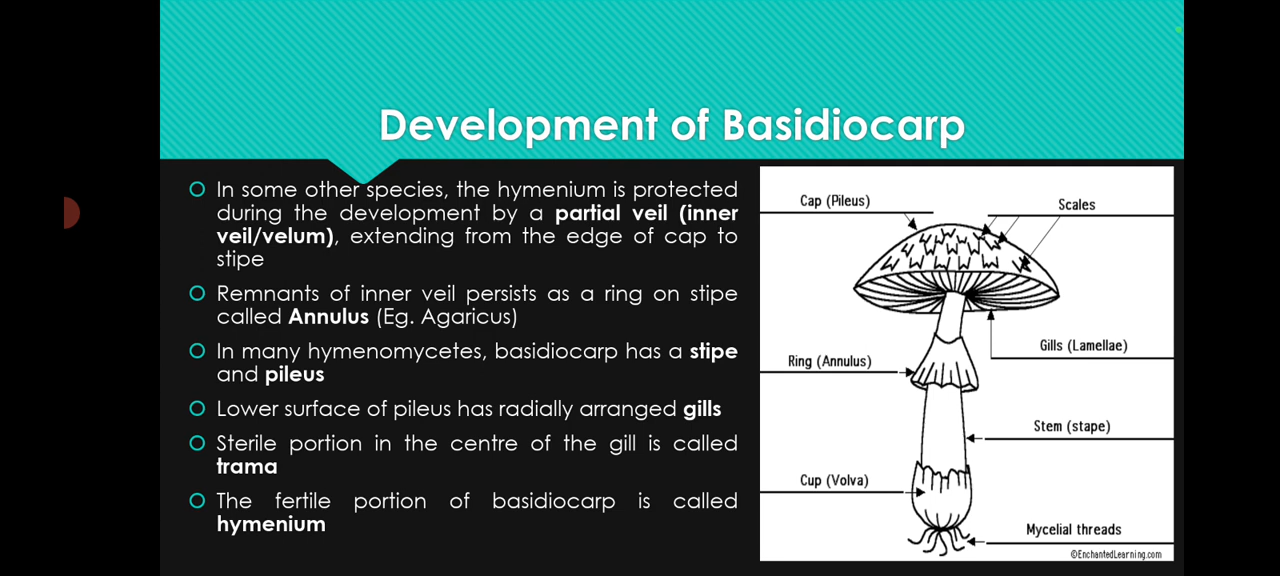 Development of Basidiocarp
In some other species, the hymenium is protected
during the development by a partial veil (inner
veil/velum), extending from the edge of cap to
stipe
Remnants of inner veil persists as a ring on stipe
called Annulus (Eg. Agaricus)
In many hymenomycetes, basidiocarp has a stipe
and pileus
Lower surface of pileus has radially arranged gills
Sterile portion in the centre of the gill is called
trama
The fertile portion of basidiocarp is called
hymenium
Cap (Pileus)
Scales
Gills (Lamellae)
Ring (Annulus)
Stem (stape)
Cup (Volva)
Mycelial threads
©EnchantedLearning.com